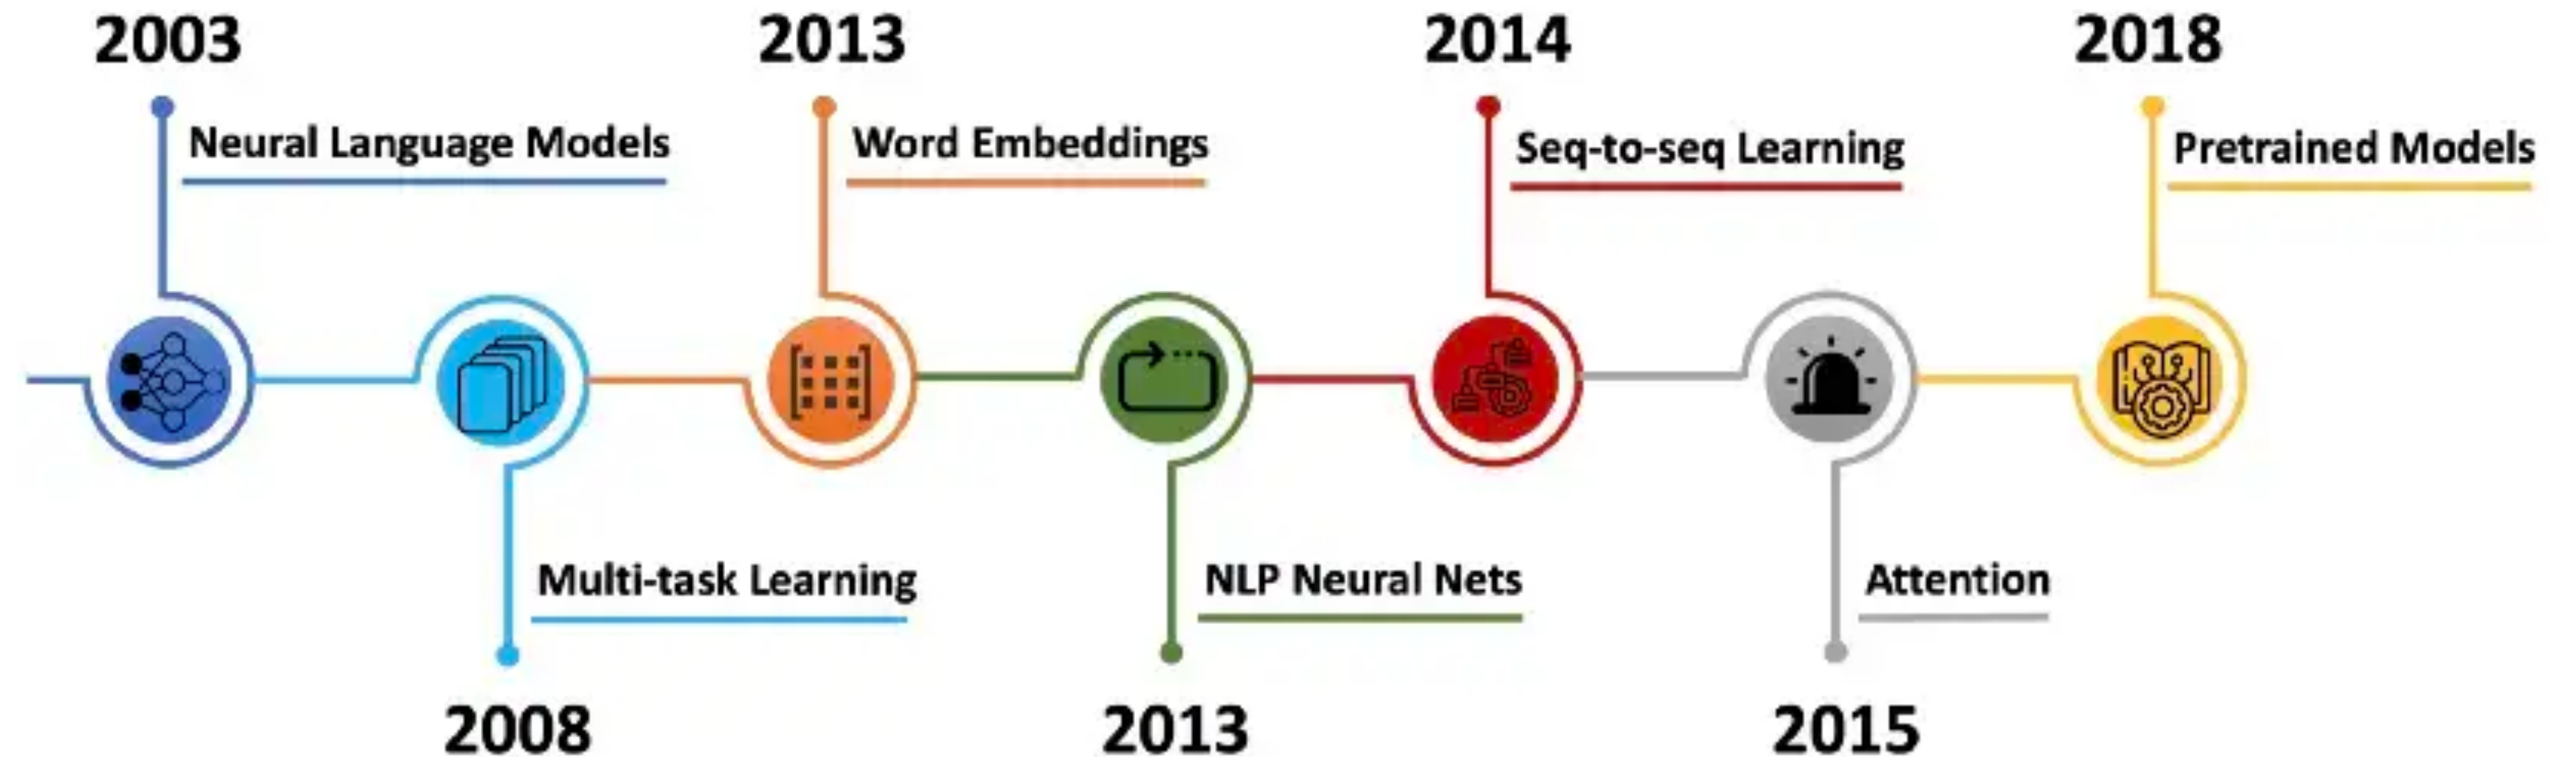 2003
Neural Language Models
2008
Multi-task Learning
2013
Word Embeddings
2013
NLP Neural Nets
2014
Seq-to-seq Learning
2015
Attention
2018
Pretrained Models